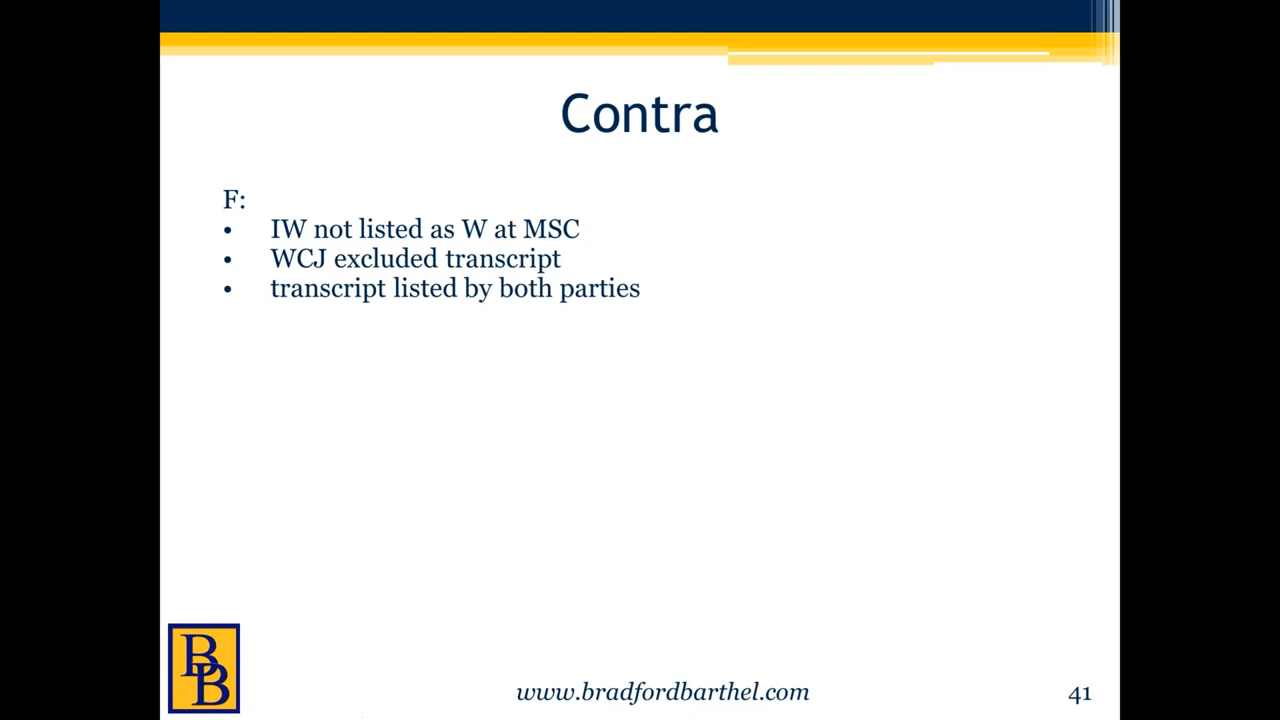 Contra
F:
• IW not listed as W at MSC
• WCJ excluded transcript
• transcript listed by both parties
BB
www.bradfordbarthel.com
41